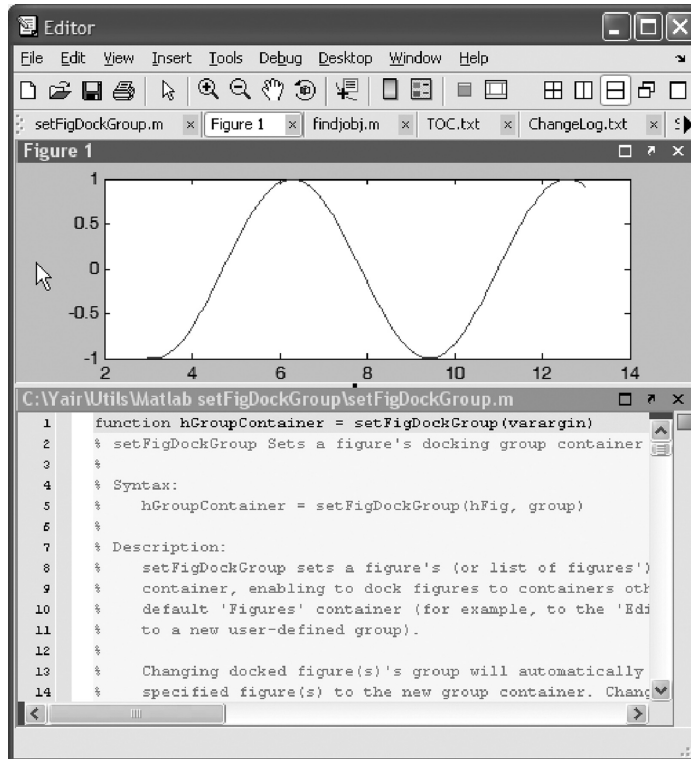 Editor
File Edit View Insert Tools Debug Desktop Window Help
setFigDockGroup.m Figure 1 findjobj.m TOC.txt ChangeLog.txt
Figure 1
1
0.5
0
-0.5
-1
2 4 6 8 10 12 14
C:\Yair\Utils\Matlab setFigDockGroup\setFigDockGroup.m
1 function hGroupContainer = setFigDockGroup(varargin)
2 % setFigDockGroup Sets a figure's docking group container
3 %
4 % Syntax:
5 % hGroupContainer = setFigDockGroup(hFig, group)
6 %
7 % Description:
8 % setFigDockGroup sets a figure's (or list of figures')
9 % container, enabling to dock figures to containers oth
10 % default 'Figures' container (for example, to the 'Edi
11 % to a new user-defined group).
12 %
13 % Changing docked figure(s)'s group will automatically
14 % specified figure(s) to the new group container. Chang